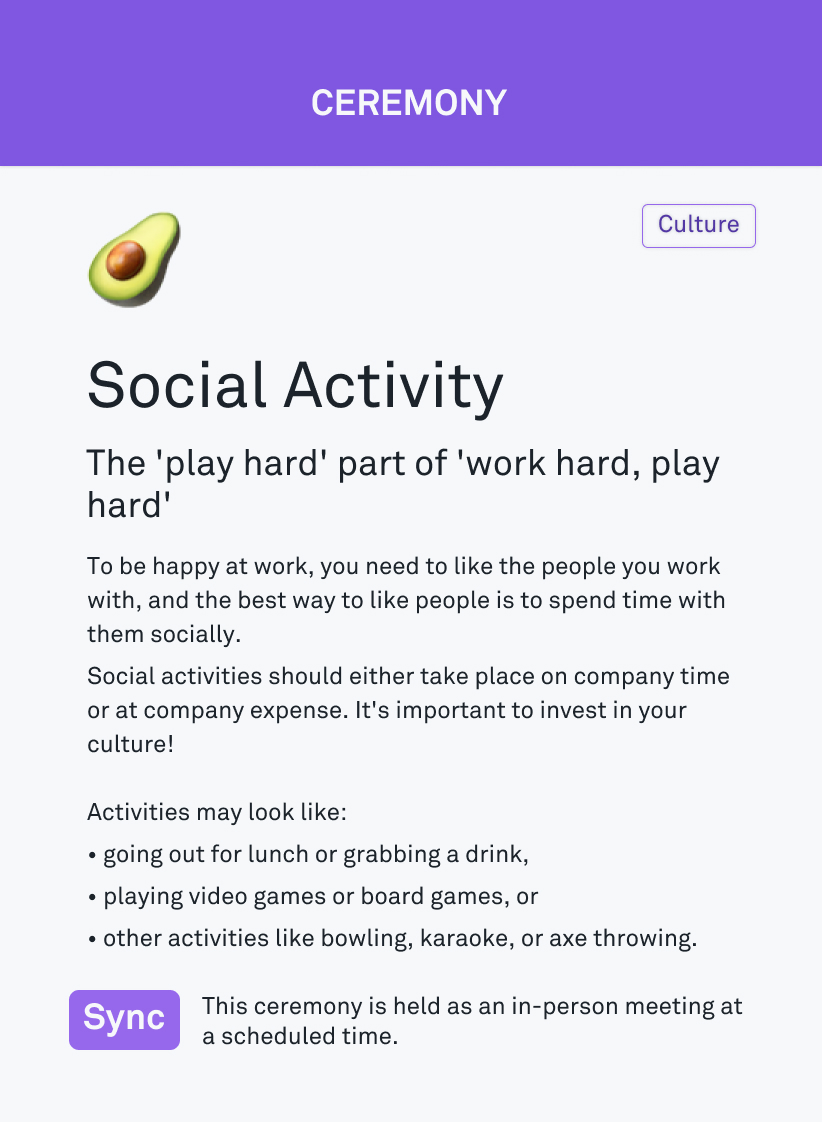 CEREMONY
Culture
Social Activity
The 'play hard' part of 'work hard, play
hard'
To be happy at work, you need to like the people you work
with, and the best way to like people is to spend time with
them socially.
Social activities should either take place on company time
or at company expense. It's important to invest in your
culture!
Activities may look like:
• going out for lunch or grabbing a drink,
• playing video games or board games, or
• other activities like bowling, karaoke, or axe throwing.
Sync
This ceremony is held as an in-person meeting at
a scheduled time.